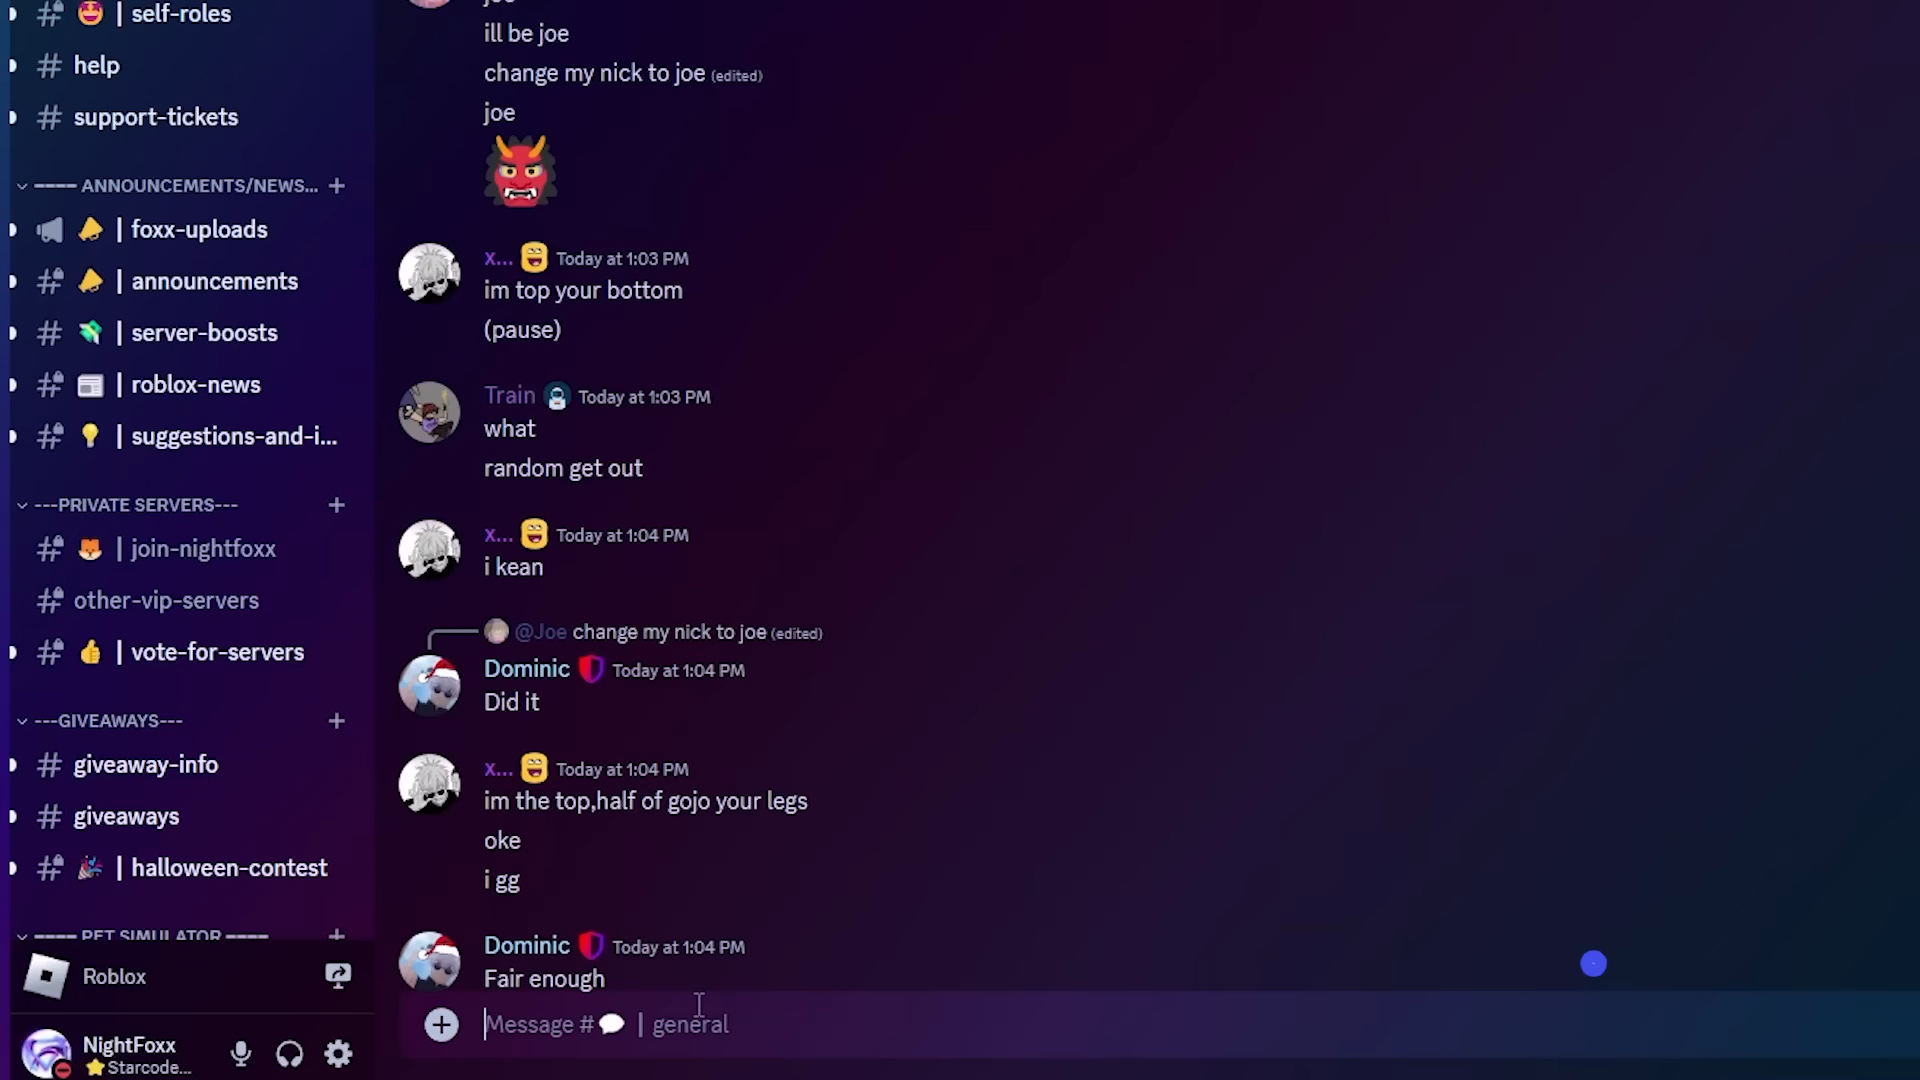 | self-roles
help
support-tickets
---- ANNOUNCEMENTS/NEWS...
| foxx-uploads
| announcements
| server-boosts
| roblox-news
| suggestions-and-i...
---PRIVATE SERVERS---
| join-nightfoxx
other-vip-servers
| vote-for-servers
---GIVEAWAYS---
giveaway-info
giveaways
| halloween-contest
---- PET SIMULATOR ----
Roblox
NightFoxx
Starcode...
joe
ill be joe
change my nick to joe (edited)
joe
x... Today at 1:03 PM
im top your bottom
(pause)
Train Today at 1:03 PM
what
random get out
x... Today at 1:04 PM
i kean
@Joe change my nick to joe (edited)
Dominic Today at 1:04 PM
Did it
x... Today at 1:04 PM
im the top,half of gojo your legs
oke
i gg
Dominic Today at 1:04 PM
Fair enough
Message # | general